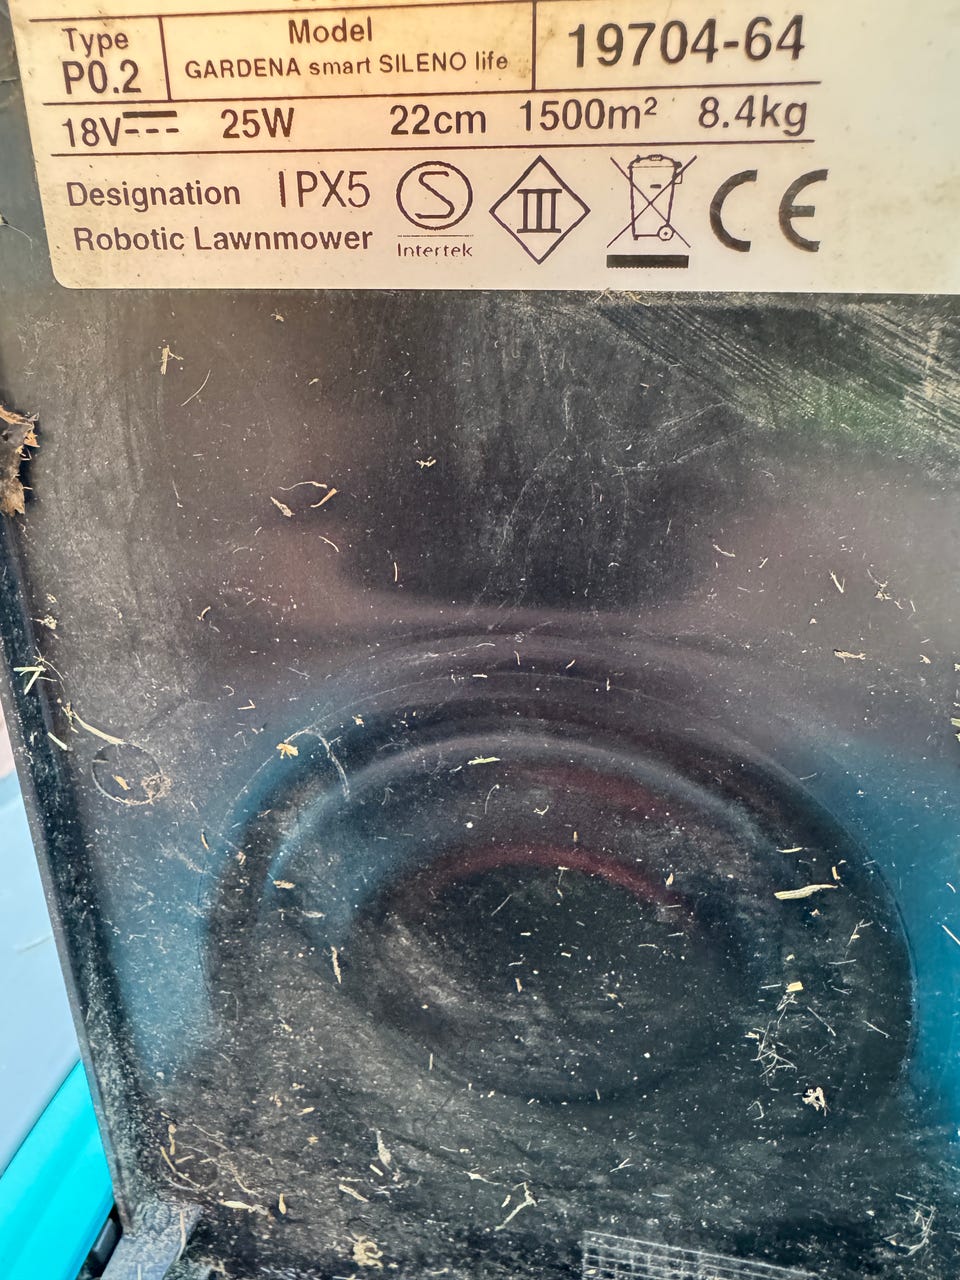 Type
P0.2
Model
GARDENA smart SILENO life
19704-64
18V 25W 22cm 1500m² 8.4kg
Designation IPX5
Robotic Lawnmower
S
Intertek
III
CE